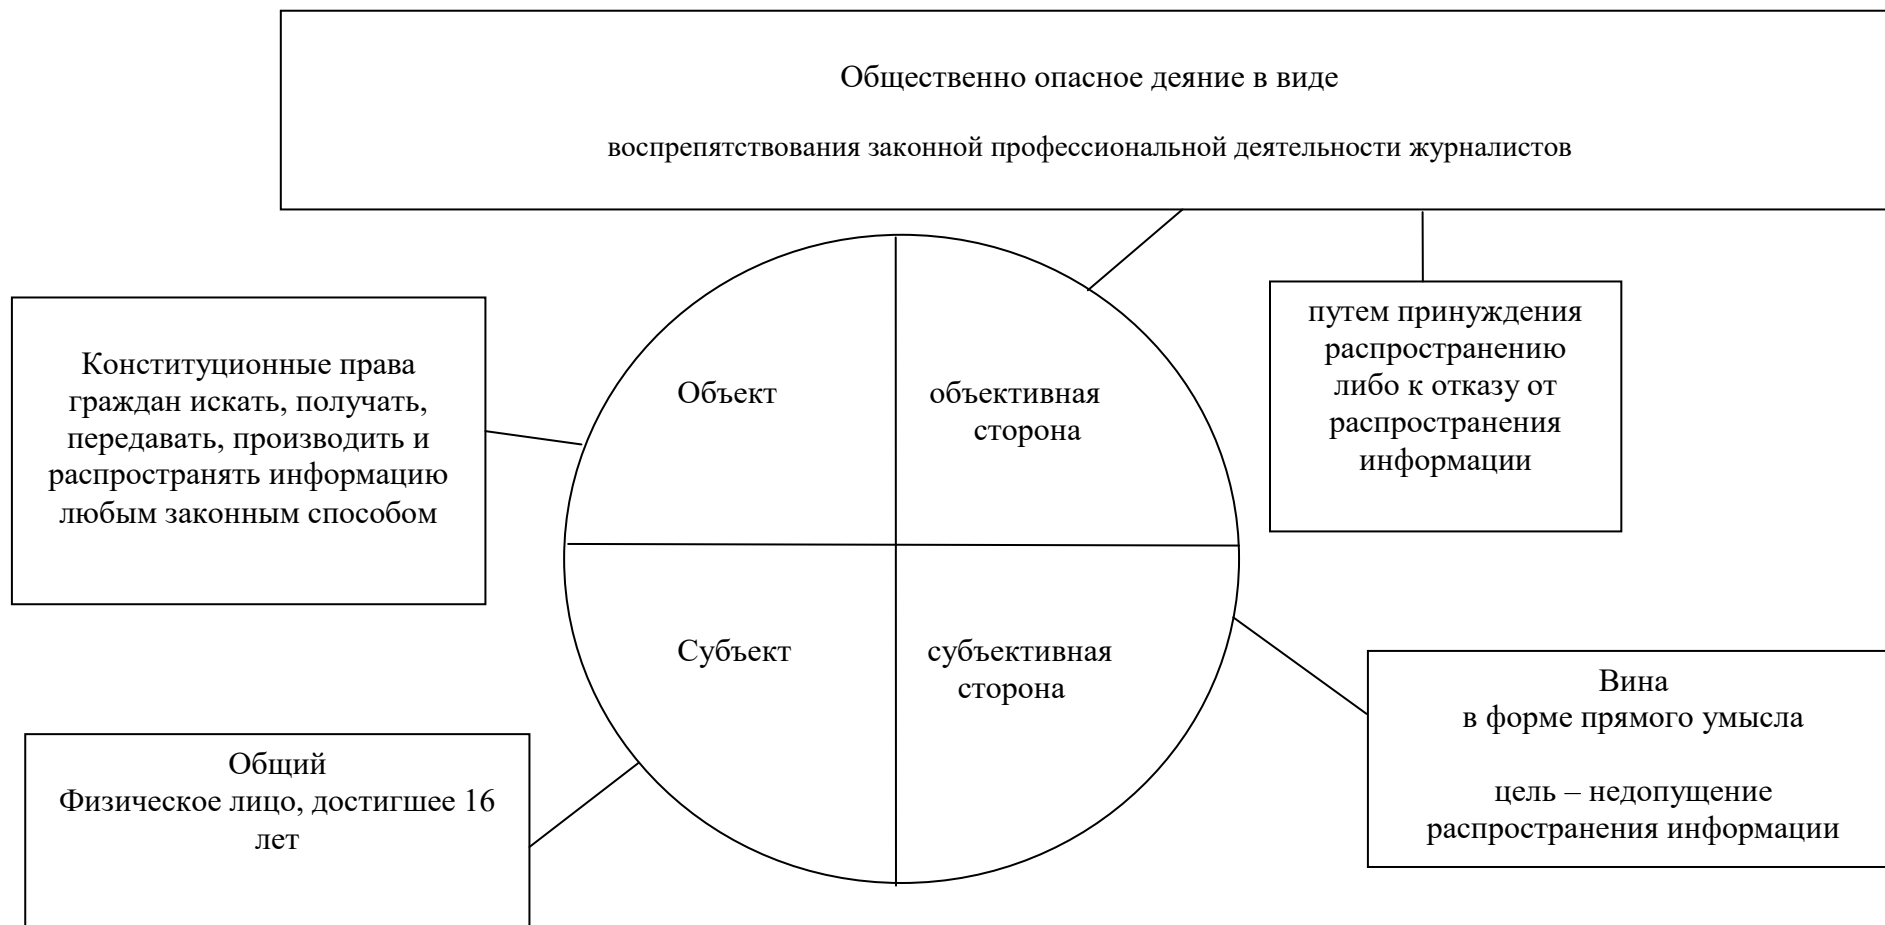 Общественно опасное деяние в виде
воспрепятствования законной профессиональной деятельности журналистов
Конституционные права
граждан искать, получать,
передавать, производить и
распространять информацию
любым законным способом
Объект
объективная
сторона
путем принуждения
распространению
либо к отказу от
распространения
информации
Субъект
субъективная
сторона
Общий
Физическое лицо, достигшее 16
лет
Вина
в форме прямого умысла
цель – недопущение
распространения информации